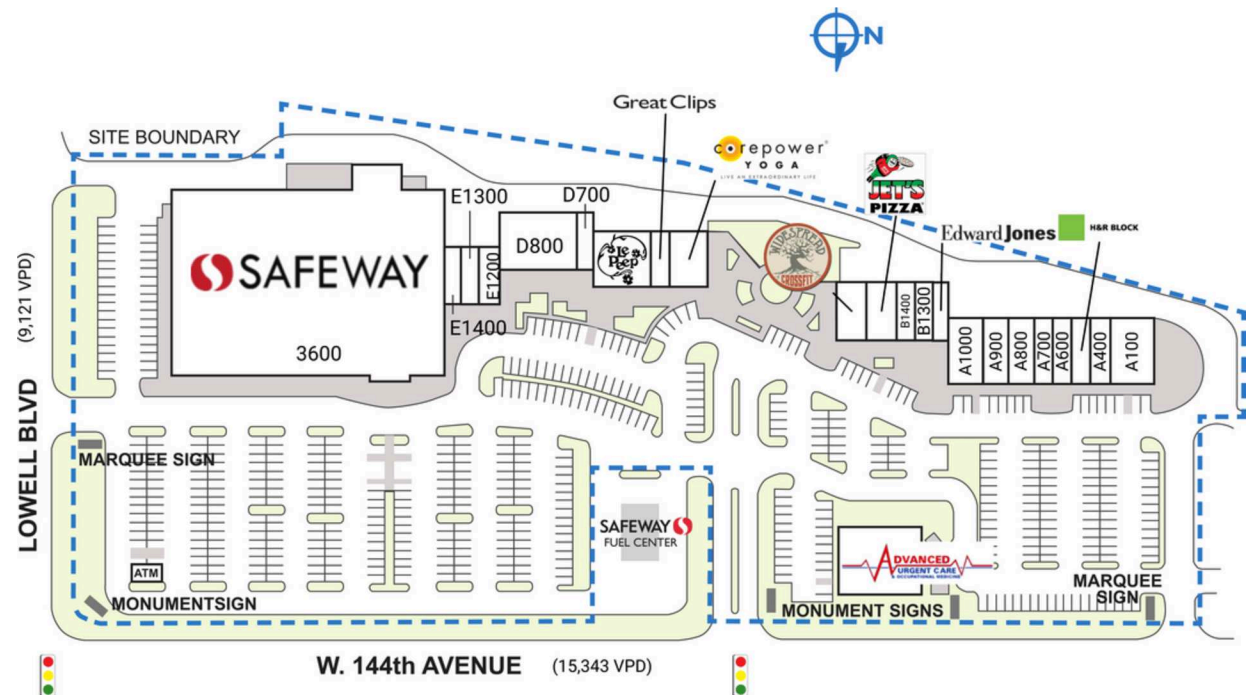 N
Great Clips
SITE BOUNDARY
corepower®
YOGA
LIVE AN EXTRAORDINARY LIFE
JET'S
PIZZA
E1300
D700
Edward Jones
H&R BLOCK
D800
Le Peep
WIDESPREAD
CROSSFIT
SAFEWAY
E1200
B1400
B1300
E1400
3600
A1000
A900
A800
A700
A600
A400
A100
LOWELL BLVD
(9,121 VPD)
MARQUEE SIGN
SAFEWAY
FUEL CENTER
ATM
ADVANCED
URGENT CARE
& OCCUPATIONAL MEDICINE
MARQUEE
SIGN
MONUMENTSIGN
MONUMENT SIGNS
W. 144th AVENUE
(15,343 VPD)